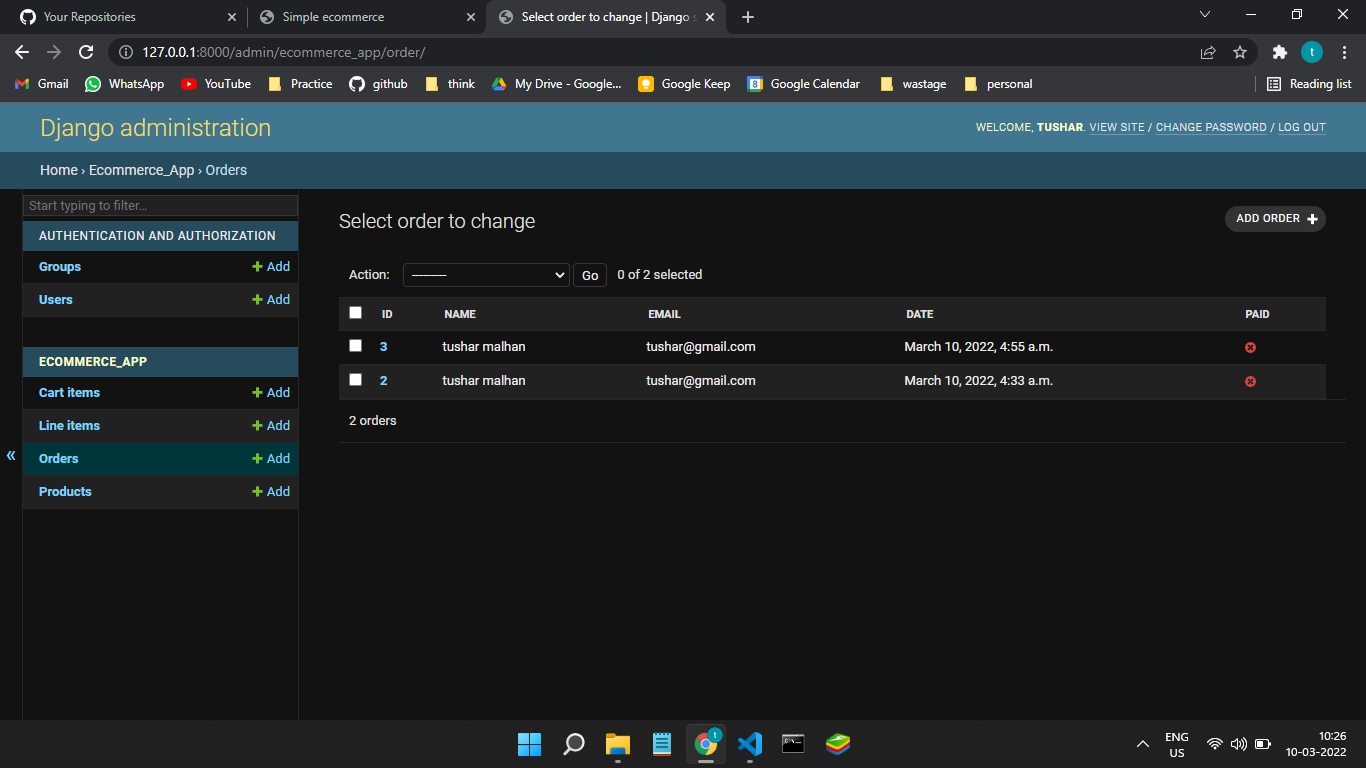 Your Repositories
Simple ecommerce
Select order to change | Django s
127.0.0.1:8000/admin/ecommerce_app/order/
t
Gmail WhatsApp YouTube Practice github think My Drive - Google... Google Keep 8 Google Calendar wastage personal Reading list
Django administration
WELCOME, TUSHAR. VIEW SITE / CHANGE PASSWORD / LOG OUT
Home › Ecommerce_App › Orders
Start typing to filter...
AUTHENTICATION AND AUTHORIZATION
Groups Add
Users Add
ECOMMERCE_APP
Cart items Add
Line items Add
Orders Add
Products Add
«
Select order to change
ADD ORDER
Action: --------- Go 0 of 2 selected
ID NAME EMAIL DATE PAID
3 tushar malhan tushar@gmail.com March 10, 2022, 4:55 a.m.
2 tushar malhan tushar@gmail.com March 10, 2022, 4:33 a.m.
2 orders
t
ENG
US
10:26
10-03-2022